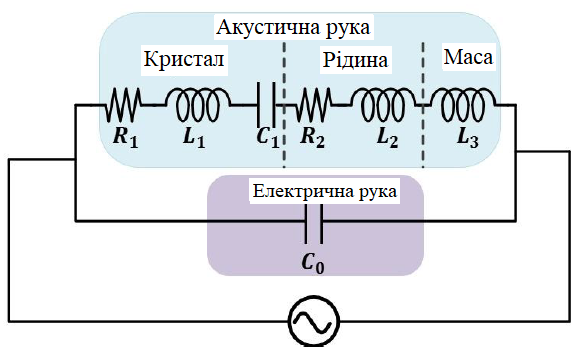 Акустична рука
Кристал
Рідина
Маса
R₁
L₁
C₁
R₂
L₂
L₃
Електрична рука
C₀